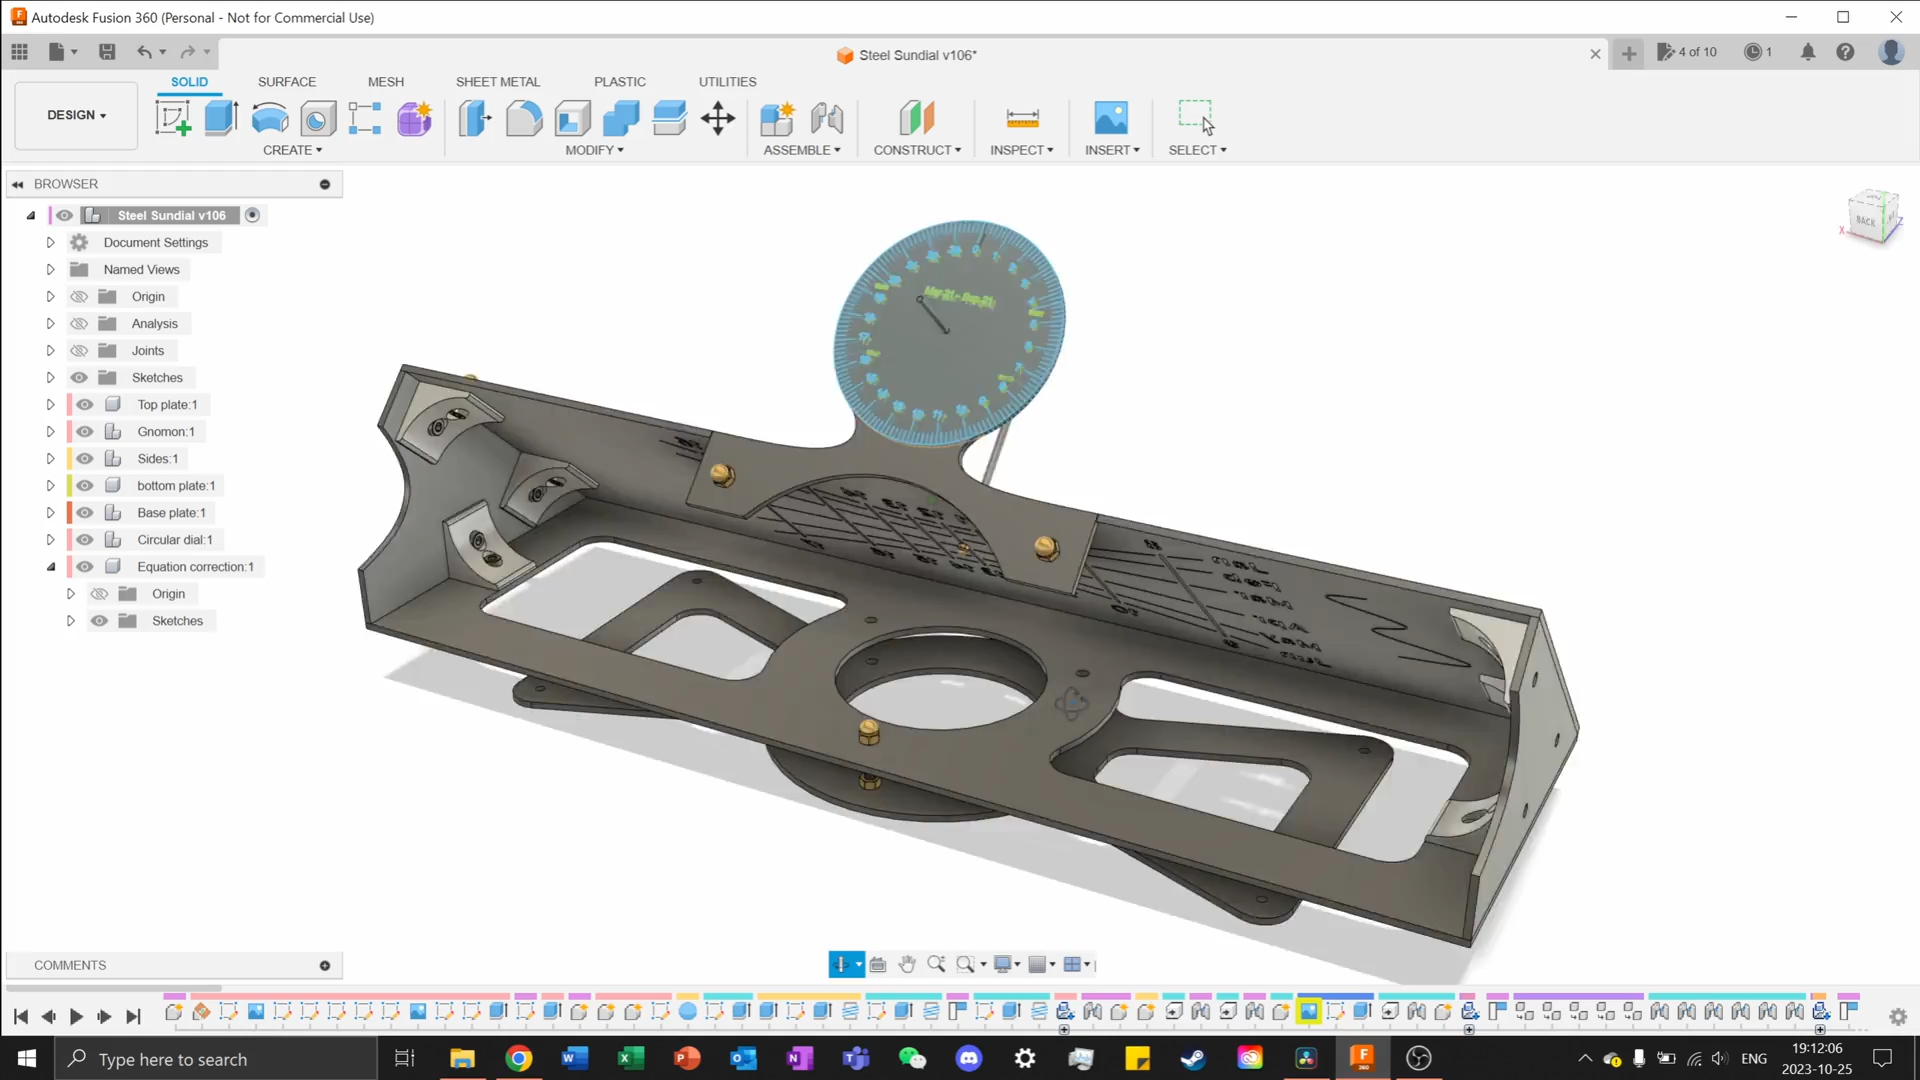 Autodesk Fusion 360 (Personal - Not for Commercial Use)
Steel Sundial v106*
4 of 10
1
DESIGN
SOLID
SURFACE
MESH
SHEET METAL
PLASTIC
UTILITIES
CREATE
MODIFY
ASSEMBLE
CONSTRUCT
INSPECT
INSERT
SELECT
BROWSER
Steel Sundial v106
Document Settings
Named Views
Origin
Analysis
Joints
Sketches
Top plate:1
Gnomon:1
Sides:1
bottom plate:1
Base plate:1
Circular dial:1
Equation correction:1
Origin
Sketches
BACK
X
Z
COMMENTS
Type here to search
ENG
19:12:06
2023-10-25